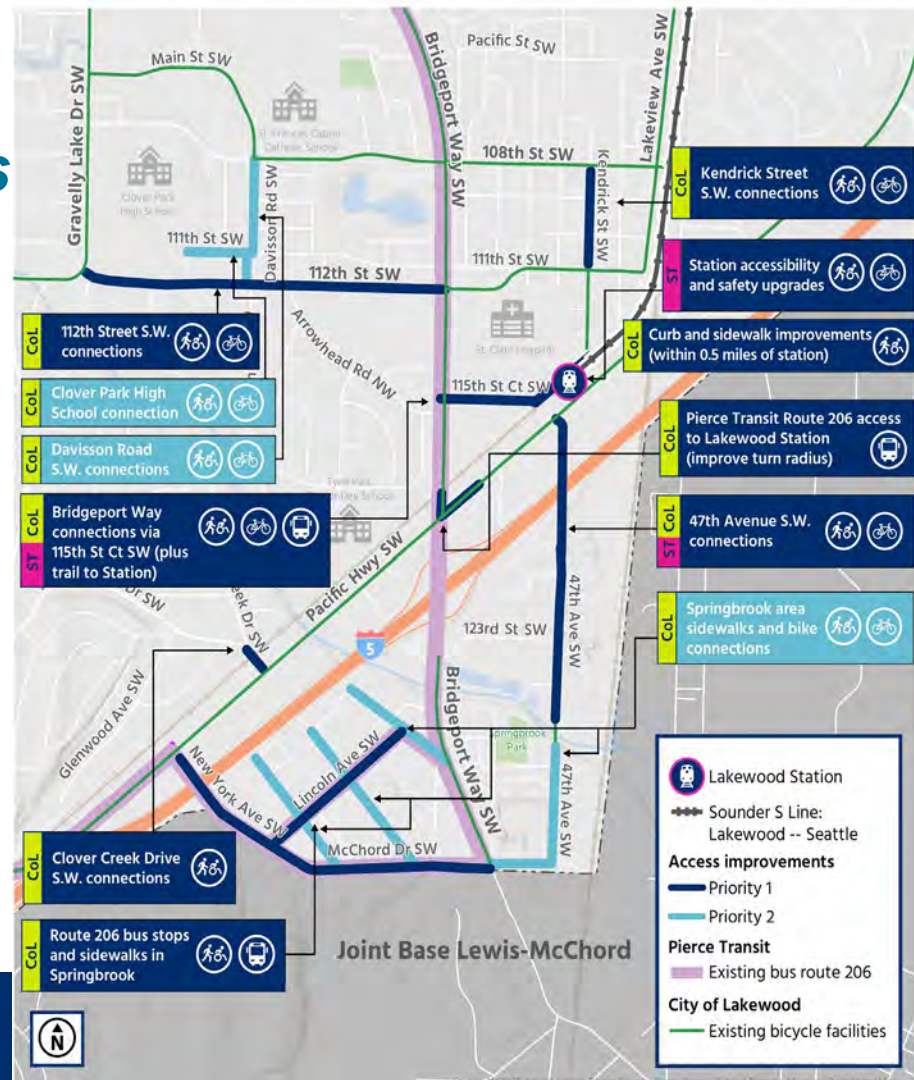 s
Main St SW
Pacific St SW
Bridgeport Way SW
Lakeview Ave SW
Gravelly Lake Dr SW
St. Frances Cabrini
Catholic School
Clover Park
High School
108th St SW
Kendrick St SW
Davisson Rd SW
111th St SW
112th St SW
111th St SW
CoL
Kendrick Street
S.W. connections
ST
Station accessibility
and safety upgrades
CoL
Curb and sidewalk improvements
(within 0.5 miles of station)
CoL
112th Street S.W.
connections
Arrowhead Rd NW
St. Clare Hospital
115th St Ct SW
CoL
Clover Park High
School connection
CoL
Davisson Road
S.W. connections
CoL
Pierce Transit Route 206 access
to Lakewood Station
(improve turn radius)
CoL
ST
Bridgeport Way
connections via
115th St Ct SW (plus
trail to Station)
CoL
ST
47th Avenue S.W.
connections
Pacific Hwy SW
Dr SW
Creek Dr SW
5
123rd St SW
47th Ave SW
CoL
Springbrook area
sidewalks and bike
connections
Glenwood Ave SW
New York Ave SW
Lincoln Ave SW
Bridgeport Way SW
Springbrook
Park
47th Ave SW
McChord Dr SW
CoL
Clover Creek Drive
S.W. connections
CoL
Route 206 bus stops
and sidewalks in
Springbrook
Joint Base Lewis-McChord
N
Lakewood Station
Sounder S Line:
Lakewood -- Seattle
Access improvements
Priority 1
Priority 2
Pierce Transit
Existing bus route 206
City of Lakewood
Existing bicycle facilities